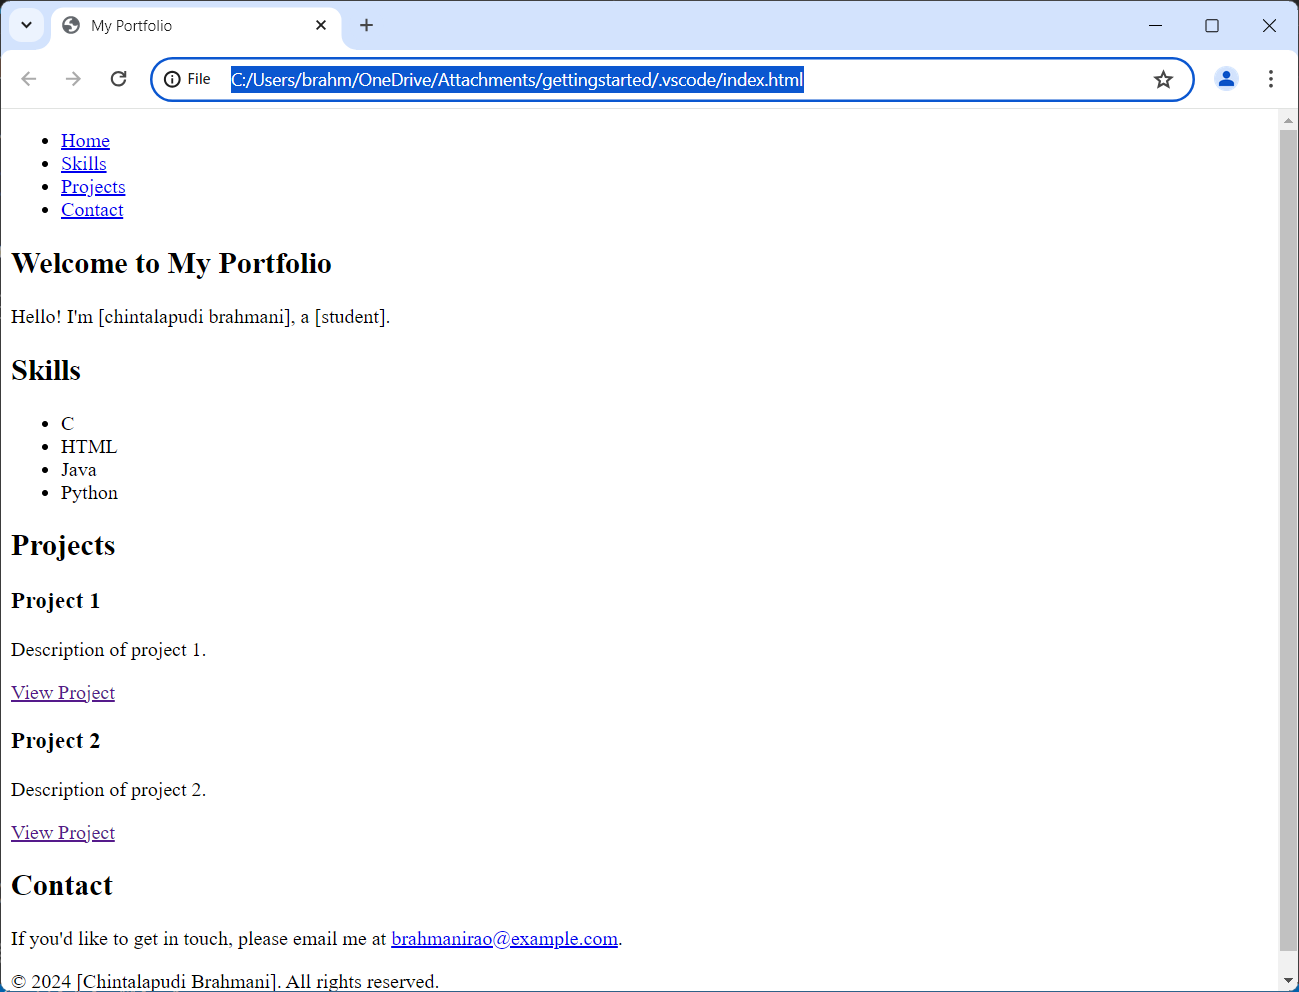 My Portfolio
File C:/Users/brahm/OneDrive/Attachments/gettingstarted/.vscode/index.html
Home
Skills
Projects
Contact
Welcome to My Portfolio
Hello! I'm [chintalapudi brahmani], a [student].
Skills
C
HTML
Java
Python
Projects
Project 1
Description of project 1.
View Project
Project 2
Description of project 2.
View Project
Contact
If you'd like to get in touch, please email me at brahmanirao@example.com.
© 2024 [Chintalapudi Brahmani]. All rights reserved.